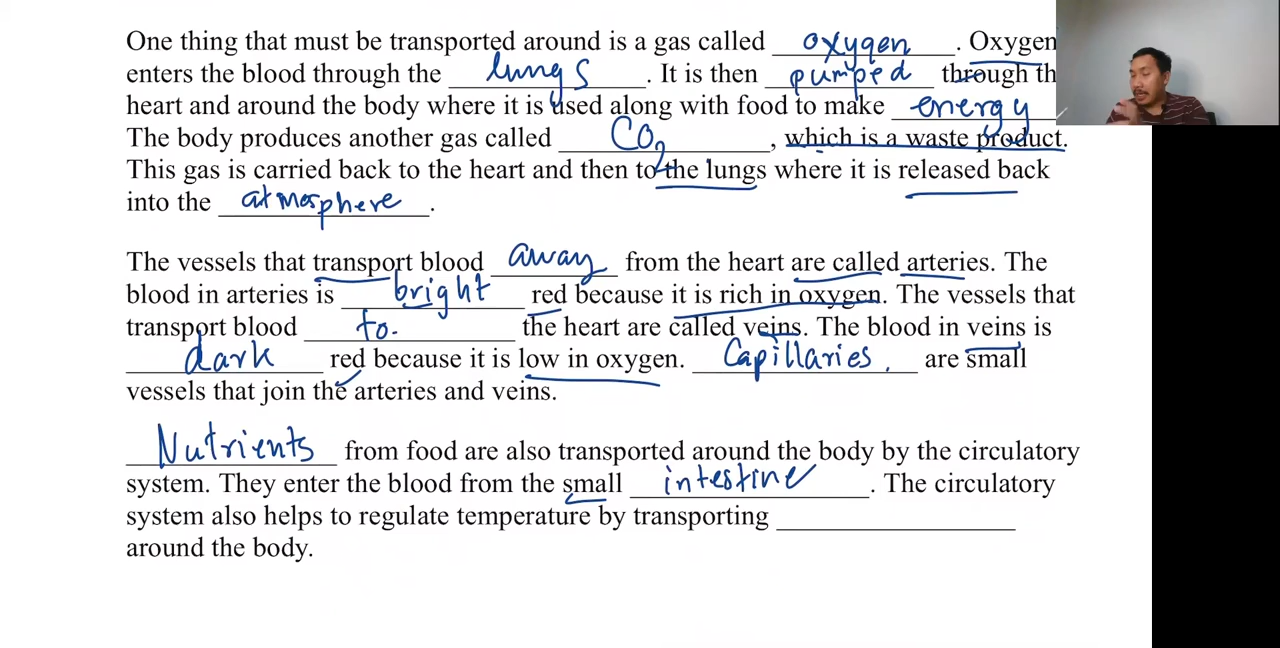 One thing that must be transported around is a gas called oxygen. Oxygen
enters the blood through the lungs. It is then pumped through th
heart and around the body where it is used along with food to make energy
The body produces another gas called CO2, which is a waste product.
This gas is carried back to the heart and then to the lungs where it is released back
into the atmosphere.
The vessels that transport blood away from the heart are called arteries. The
blood in arteries is bright red because it is rich in oxygen. The vessels that
transport blood to. the heart are called veins. The blood in veins is
dark red because it is low in oxygen. Capillaries. are small
vessels that join the arteries and veins.
Nutrients from food are also transported around the body by the circulatory
system. They enter the blood from the small intestine. The circulatory
system also helps to regulate temperature by transporting ____
around the body.